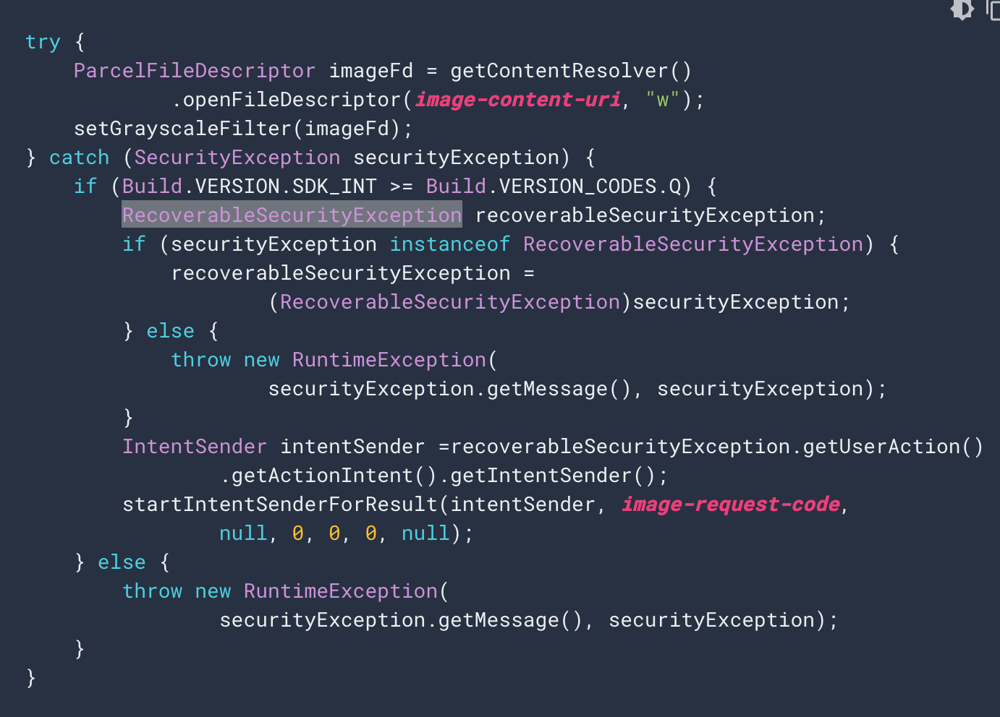 try {
    ParcelFileDescriptor imageFd = getContentResolver()
            .openFileDescriptor(image-content-uri, "w");
    setGrayscaleFilter(imageFd);
} catch (SecurityException securityException) {
    if (Build.VERSION.SDK_INT >= Build.VERSION_CODES.Q) {
        RecoverableSecurityException recoverableSecurityException;
        if (securityException instanceof RecoverableSecurityException) {
            recoverableSecurityException =
                    (RecoverableSecurityException)securityException;
        } else {
            throw new RuntimeException(
                    securityException.getMessage(), securityException);
        }
        IntentSender intentSender =recoverableSecurityException.getUserAction()
                .getActionIntent().getIntentSender();
        startIntentSenderForResult(intentSender, image-request-code,
                null, 0, 0, 0, null);
    } else {
        throw new RuntimeException(
                securityException.getMessage(), securityException);
    }
}